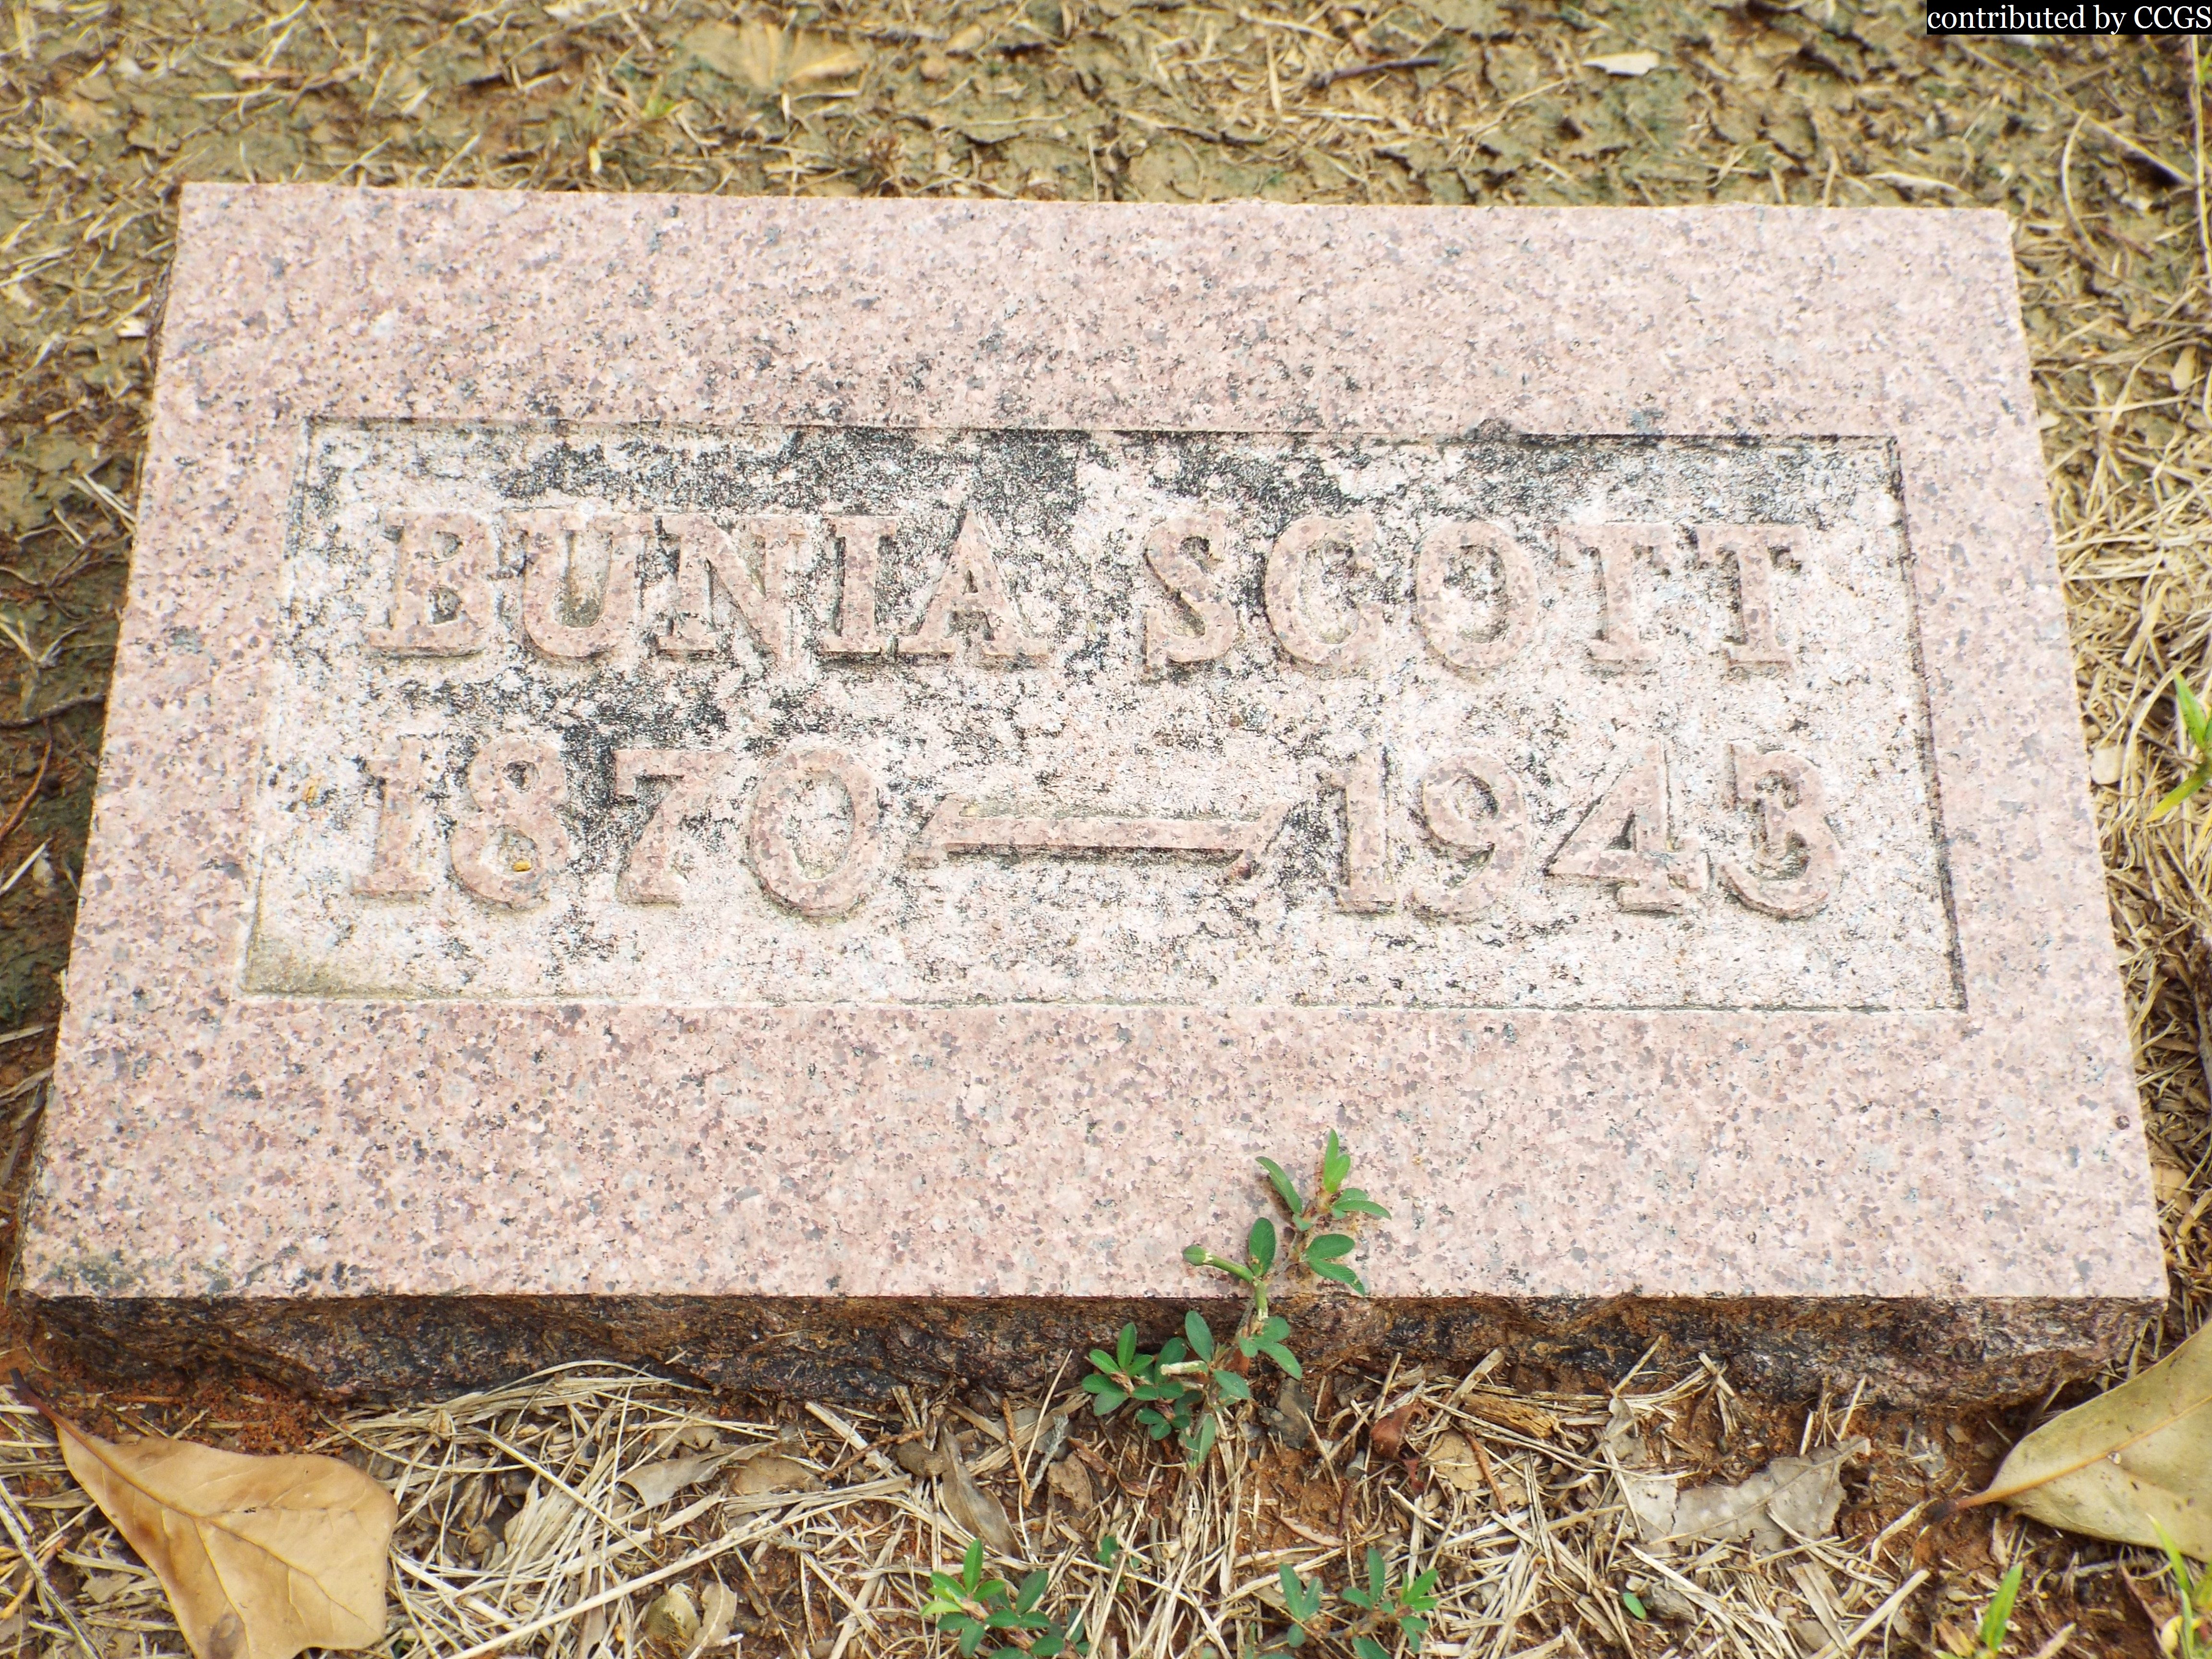 contributed by CCGS
BUNIA SCOTT
1870—1943